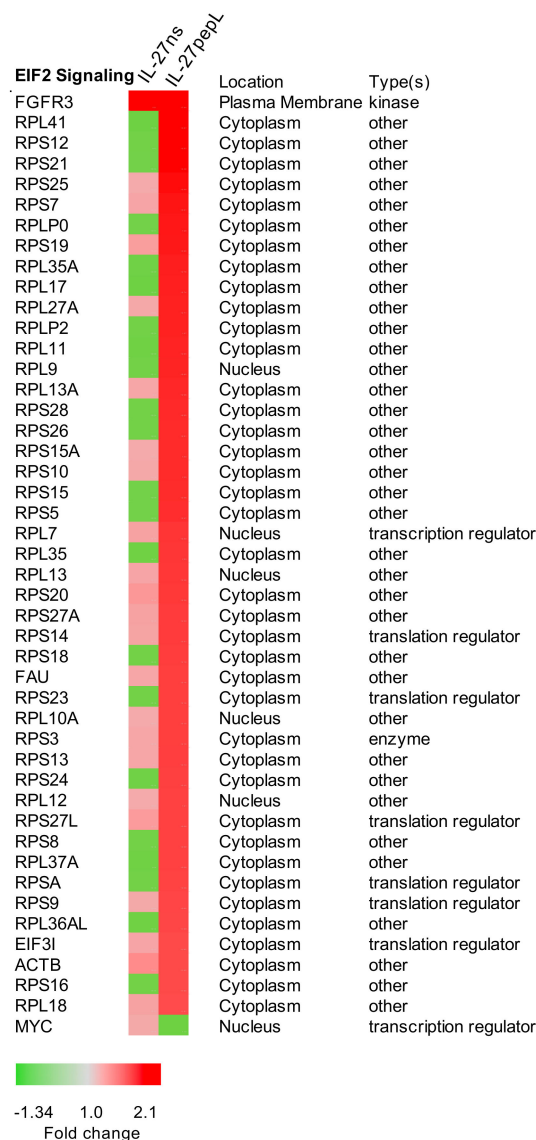 IL-27ns IL-27pepL
EIF2 Signaling Location Type(s)
FGFR3 Plasma Membrane kinase
RPL41 Cytoplasm other
RPS12 Cytoplasm other
RPS21 Cytoplasm other
RPS25 Cytoplasm other
RPS7 Cytoplasm other
RPLP0 Cytoplasm other
RPS19 Cytoplasm other
RPL35A Cytoplasm other
RPL17 Cytoplasm other
RPL27A Cytoplasm other
RPLP2 Cytoplasm other
RPL11 Cytoplasm other
RPL9 Nucleus other
RPL13A Cytoplasm other
RPS28 Cytoplasm other
RPS26 Cytoplasm other
RPS15A Cytoplasm other
RPS10 Cytoplasm other
RPS15 Cytoplasm other
RPS5 Cytoplasm other
RPL7 Nucleus transcription regulator
RPL35 Cytoplasm other
RPL13 Nucleus other
RPS20 Cytoplasm other
RPS27A Cytoplasm other
RPS14 Cytoplasm translation regulator
RPS18 Cytoplasm other
FAU Cytoplasm other
RPS23 Cytoplasm translation regulator
RPL10A Nucleus other
RPS3 Cytoplasm enzyme
RPS13 Cytoplasm other
RPS24 Cytoplasm other
RPL12 Nucleus other
RPS27L Cytoplasm translation regulator
RPS8 Cytoplasm other
RPL37A Cytoplasm other
RPSA Cytoplasm translation regulator
RPS9 Cytoplasm translation regulator
RPL36AL Cytoplasm other
EIF3I Cytoplasm translation regulator
ACTB Cytoplasm other
RPS16 Cytoplasm other
RPL18 Cytoplasm other
MYC Nucleus transcription regulator
-1.34 1.0 2.1
Fold change